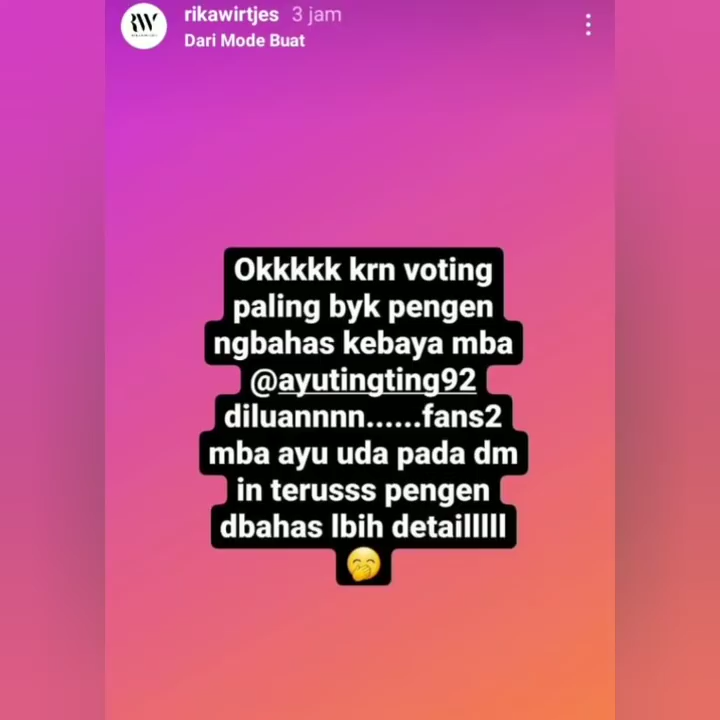 RW
rikawirtjes 3 jam
Dari Mode Buat
Okkkkk krn voting
paling byk pengen
ngbahas kebaya mba
@ayutingting92
diluannnn......fans2
mba ayu uda pada dm
in terusss pengen
dbahas lbih detailllll
🤭